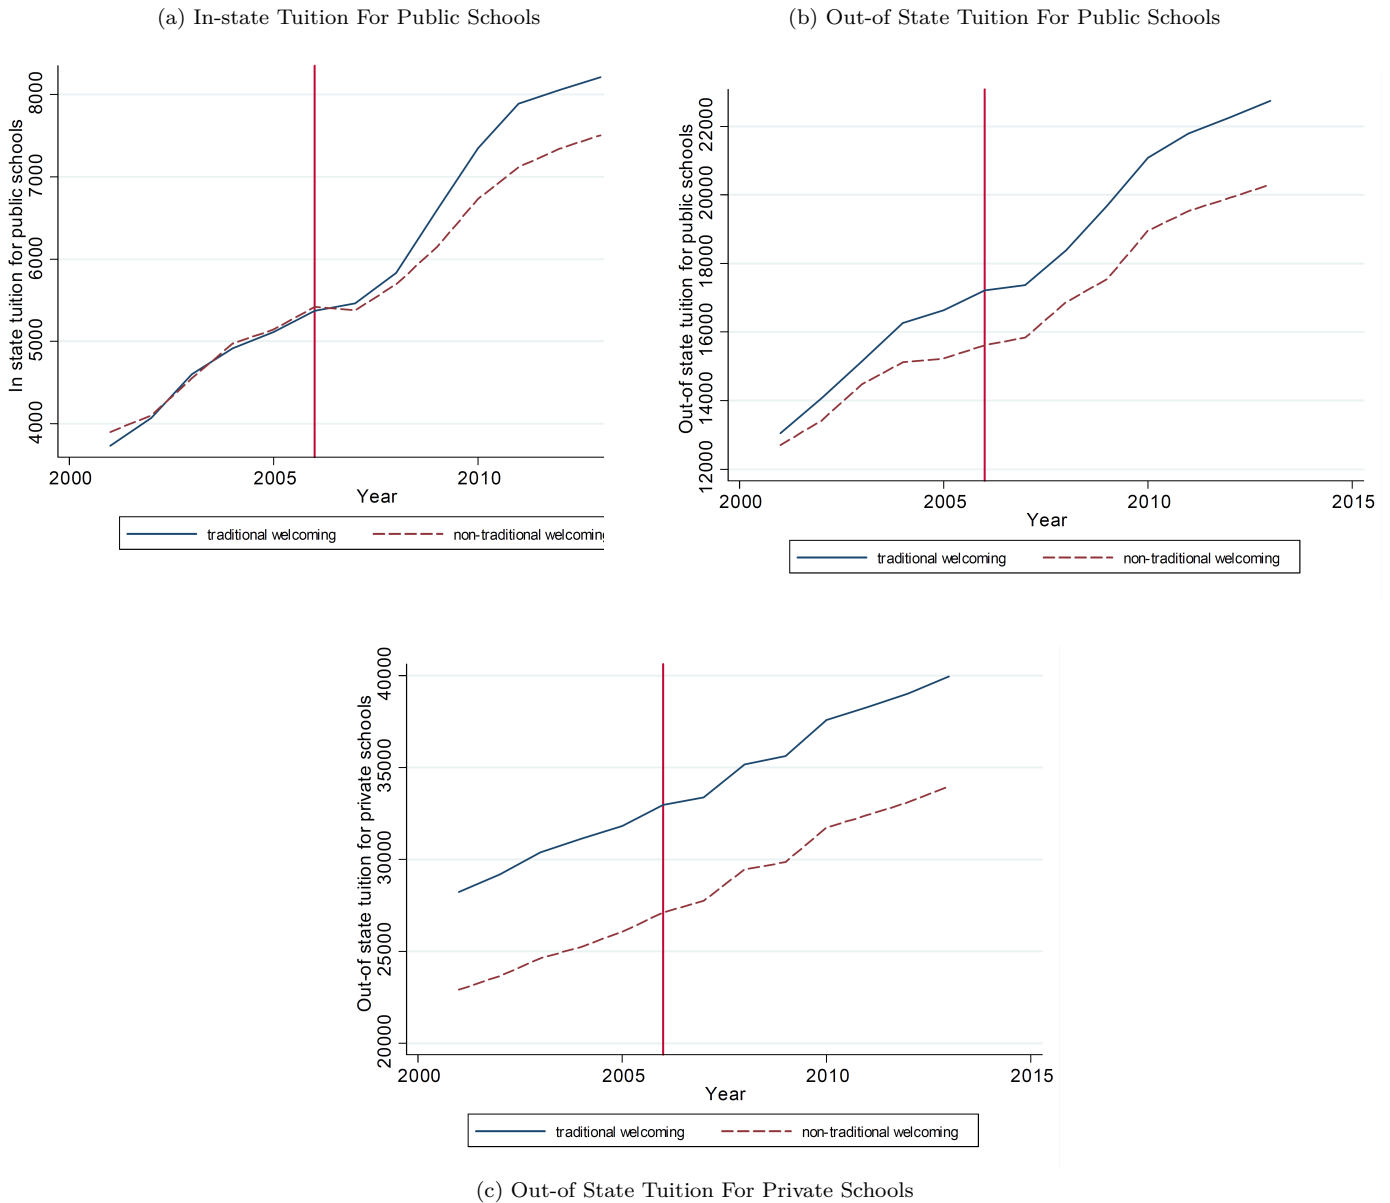 (a) In-state Tuition For Public Schools
In state tuition for public schools
8000
7000
6000
5000
4000
2000 2005 2010
Year
traditional welcoming non-traditional welcoming
(b) Out-of State Tuition For Public Schools
Out-of state tuition for public schools
22000
20000
18000
16000
14000
12000
2000 2005 2010 2015
Year
traditional welcoming non-traditional welcoming
Out-of state tuition for private schools
40000
35000
30000
25000
20000
2000 2005 2010 2015
Year
traditional welcoming non-traditional welcoming
(c) Out-of State Tuition For Private Schools